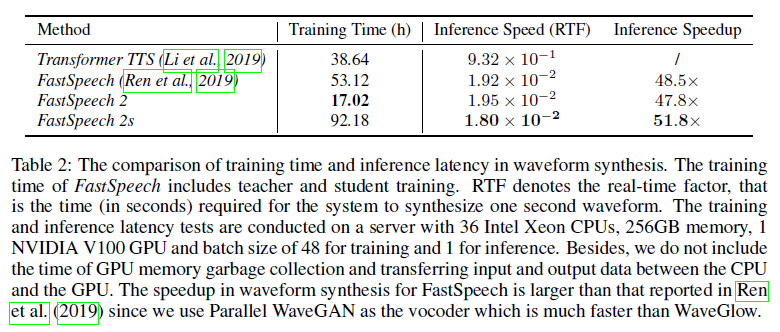 Method Training Time (h) Inference Speed (RTF) Inference Speedup
Transformer TTS (Li et al., 2019) 38.64 9.32 × 10⁻¹ /
FastSpeech (Ren et al., 2019) 53.12 1.92 × 10⁻² 48.5×
FastSpeech 2 17.02 1.95 × 10⁻² 47.8×
FastSpeech 2s 92.18 1.80 × 10⁻² 51.8×
Table 2: The comparison of training time and inference latency in waveform synthesis. The training
time of FastSpeech includes teacher and student training. RTF denotes the real-time factor, that
is the time (in seconds) required for the system to synthesize one second waveform. The training
and inference latency tests are conducted on a server with 36 Intel Xeon CPUs, 256GB memory, 1
NVIDIA V100 GPU and batch size of 48 for training and 1 for inference. Besides, we do not include
the time of GPU memory garbage collection and transferring input and output data between the CPU
and the GPU. The speedup in waveform synthesis for FastSpeech is larger than that reported in Ren
et al. (2019) since we use Parallel WaveGAN as the vocoder which is much faster than WaveGlow.